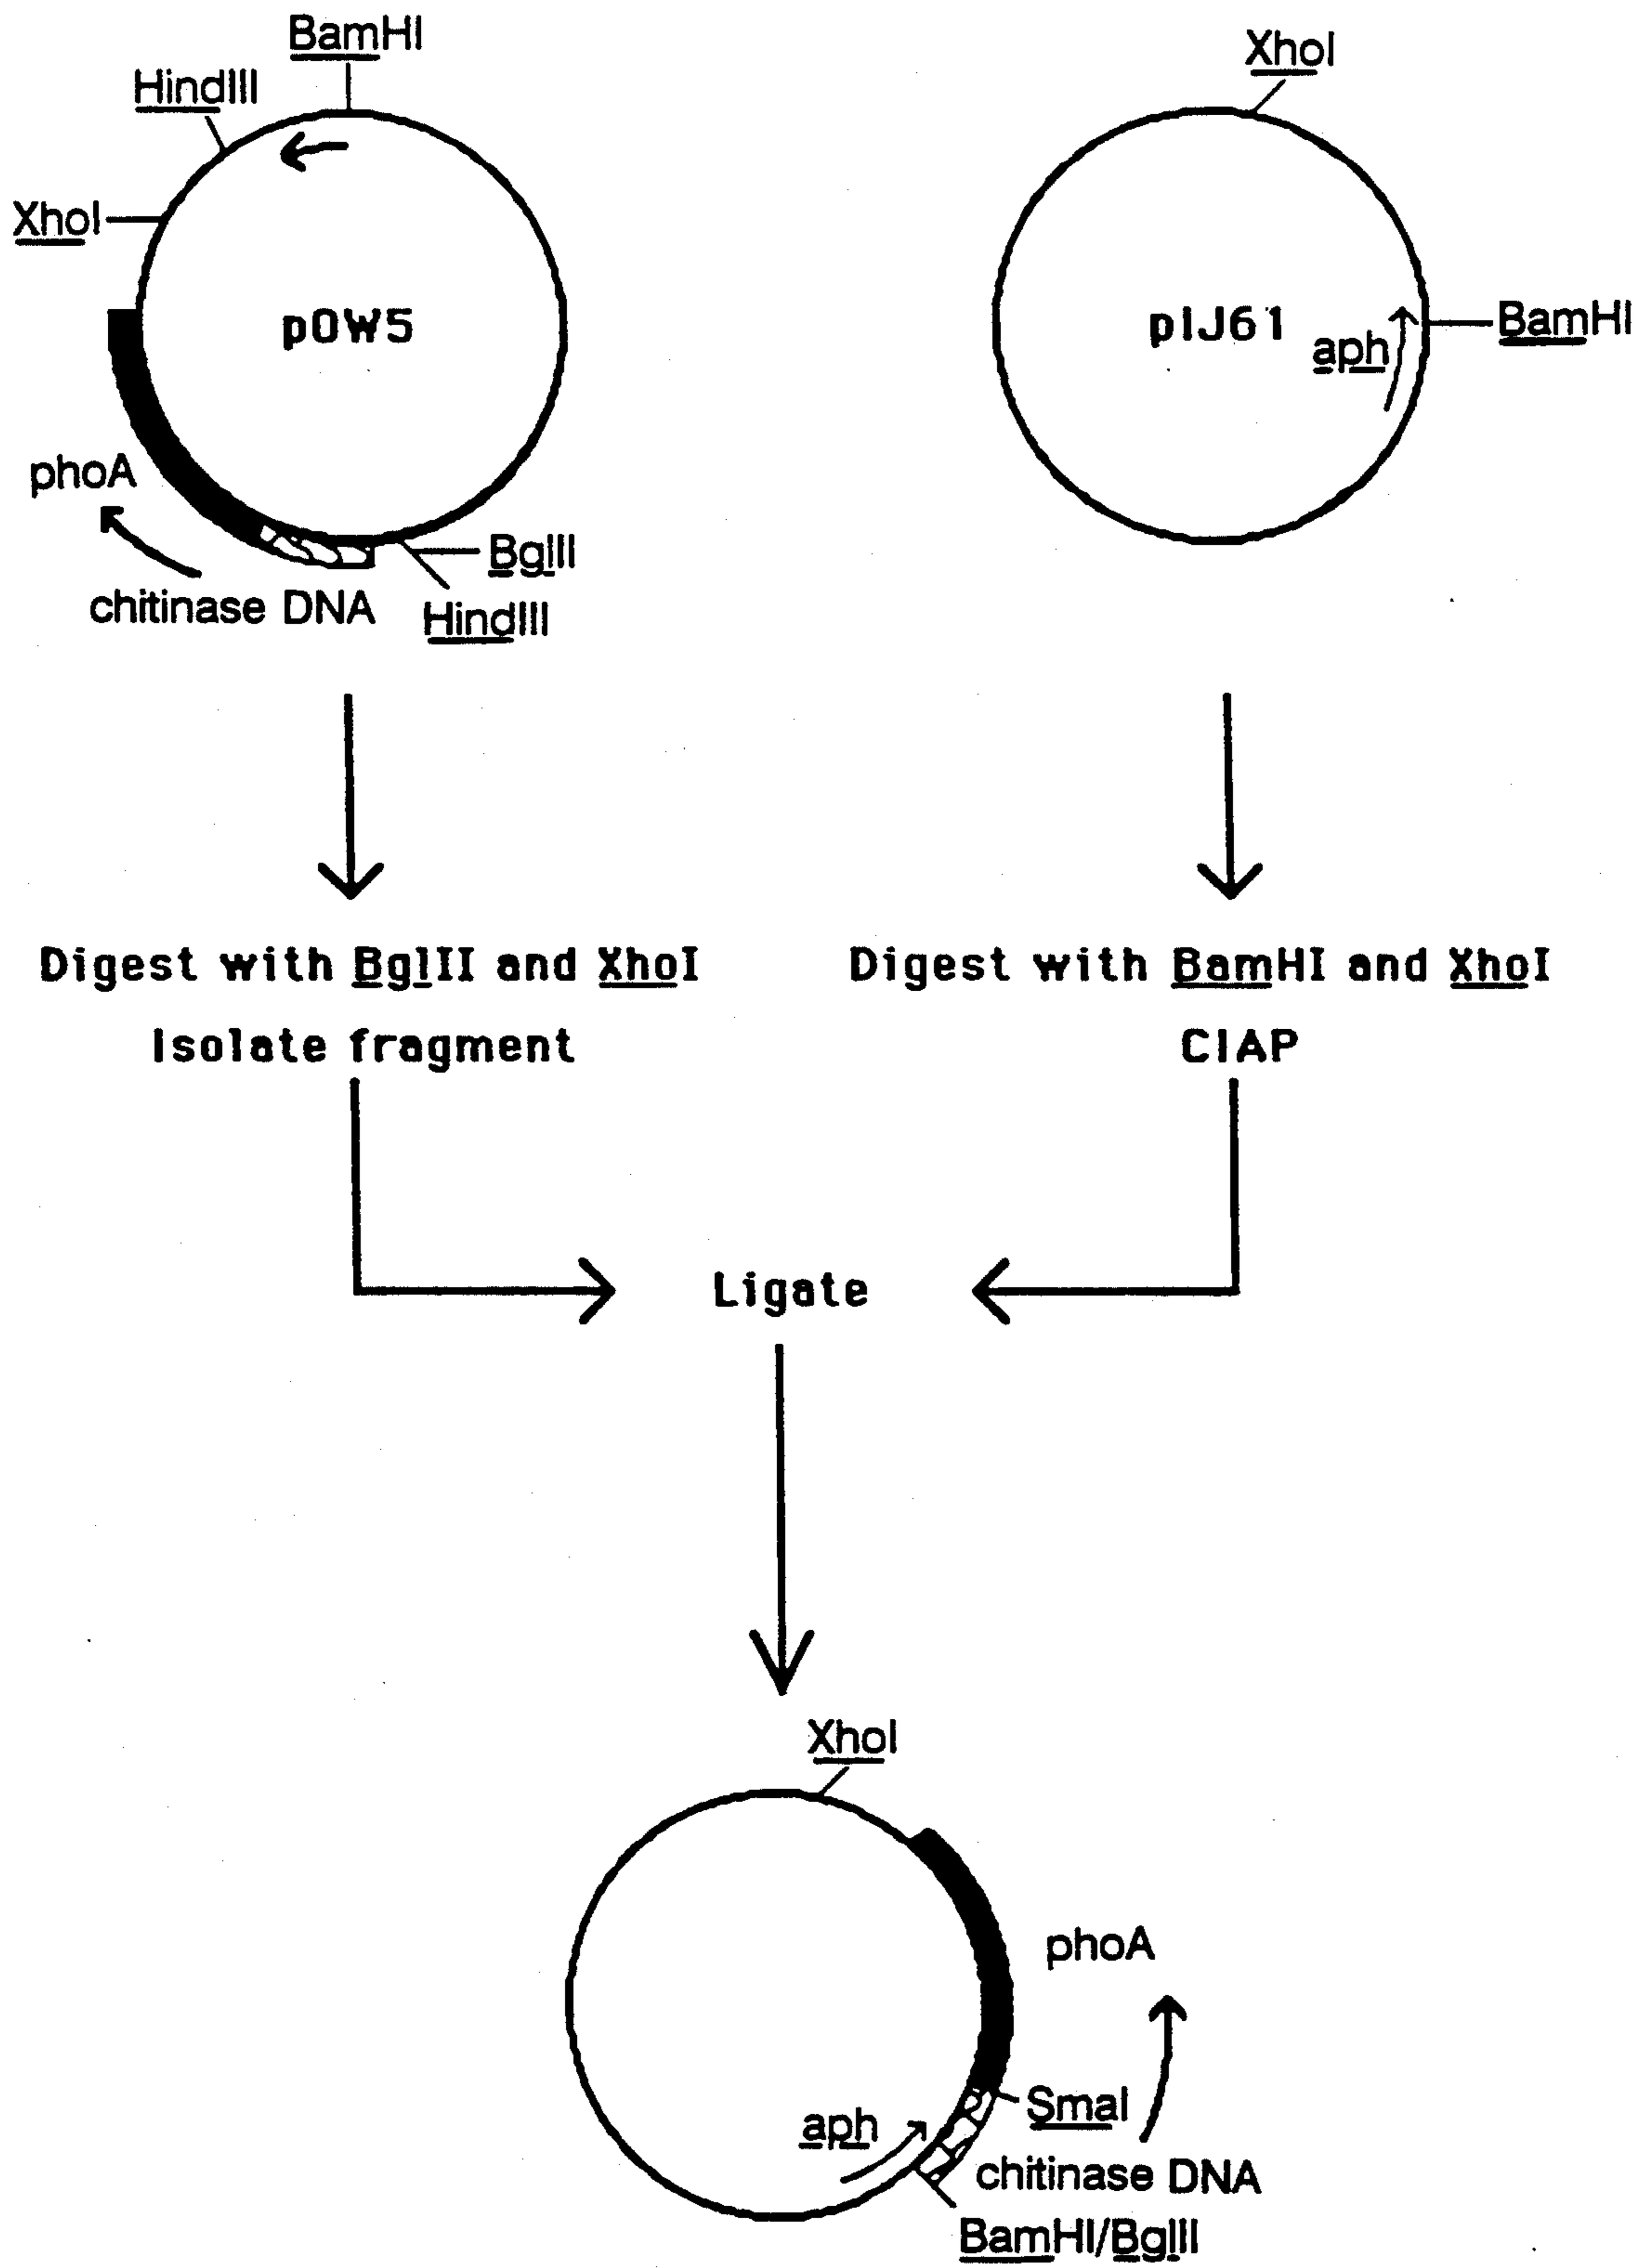 BamHI
HindIII
XhoI
pOW5
phoA
chitinase DNA
BglII
HindIII
XhoI
pIJ61
aph
BamHI
Digest with BglII and XhoI
Isolate fragment
Digest with BamHI and XhoI
CIAP
Ligate
XhoI
phoA
SmaI
aph
chitinase DNA
BamHI/BglII